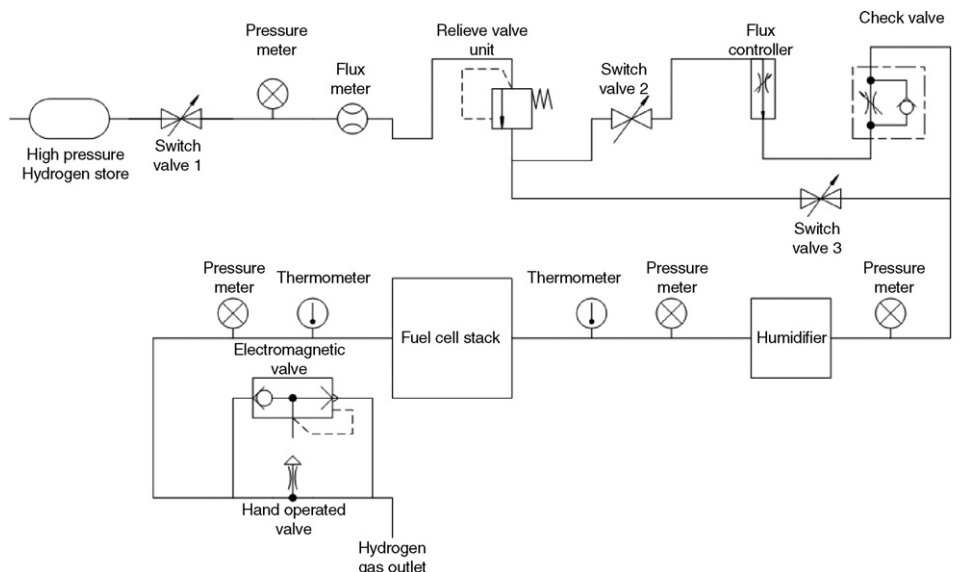 Pressure
meter
Flux
meter
Relieve valve
unit
Switch
valve 2
Flux
controller
Check valve
High pressure
Hydrogen store
Switch
valve 1
Switch
valve 3
Pressure
meter
Thermometer
Fuel cell stack
Thermometer
Pressure
meter
Humidifier
Pressure
meter
Electromagnetic
valve
Hand operated
valve
Hydrogen
gas outlet